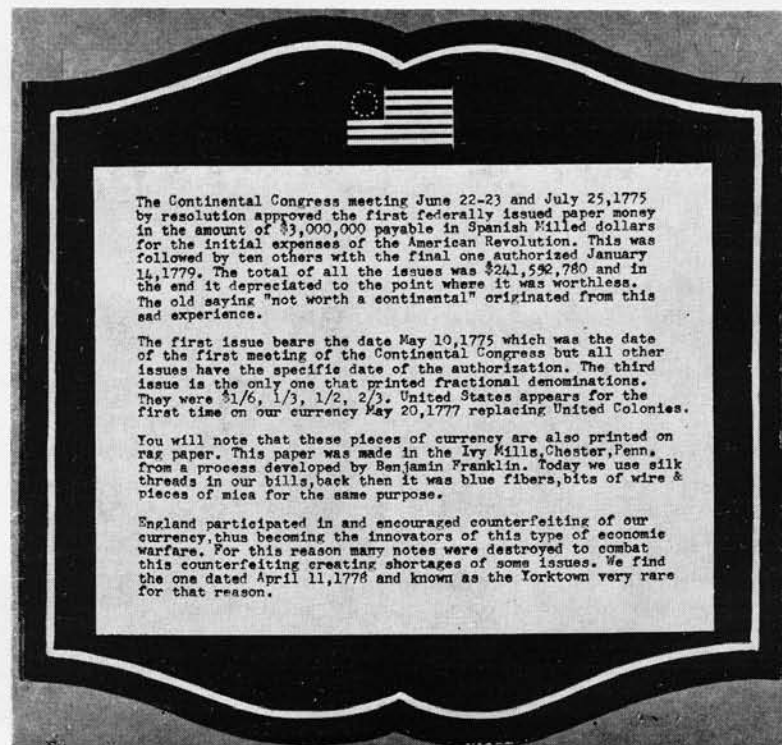 The Continental Congress meeting June 22-23 and July 25,1775
by resolution approved the first federally issued paper money
in the amount of $3,000,000 payable in Spanish Milled dollars
for the initial expenses of the American Revolution. This was
followed by ten others with the final one authorized January
14,1779. The total of all the issues was $241,552,780 and in
the end it depreciated to the point where it was worthless.
The old saying "not worth a continental" originated from this
sad experience.

The first issue bears the date May 10,1775 which was the date
of the first meeting of the Continental Congress but all other
issues have the specific date of the authorization. The third
issue is the only one that printed fractional denominations.
They were $1/6, 1/3, 1/2, 2/3. United States appears for the
first time on our currency May 20,1777 replacing United Colonies.

You will note that these pieces of currency are also printed on
rag paper. This paper was made in the Ivy Mills,Chester,Penn.
from a process developed by Benjamin Franklin. Today we use silk
threads in our bills,back then it was blue fibers,bits of wire &
pieces of mica for the same purpose.

England participated in and encouraged counterfeiting of our
currency,thus becoming the innovators of this type of economic
warfare. For this reason many notes were destroyed to combat
this counterfeiting creating shortages of some issues. We find
the one dated April 11,1778 and known as the Yorktown very rare
for that reason.